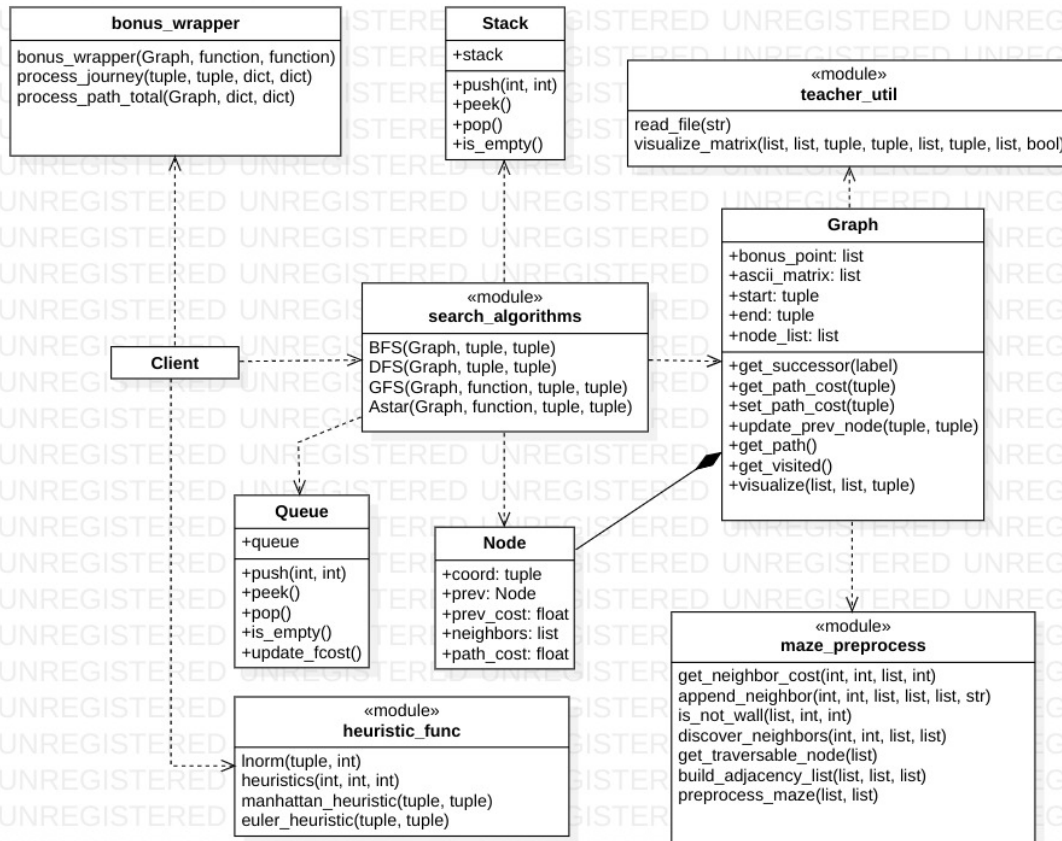 bonus_wrapper
bonus_wrapper(Graph, function, function)
process_journey(tuple, tuple, dict, dict)
process_path_total(Graph, dict, dict)
Stack
+stack
+push(int, int)
+peek()
+pop()
+is_empty()
«module»
teacher_util
read_file(str)
visualize_matrix(list, list, tuple, tuple, list, tuple, list, bool)
Graph
+bonus_point: list
+ascii_matrix: list
+start: tuple
+end: tuple
+node_list: list
+get_successor(label)
+get_path_cost(tuple)
+set_path_cost(tuple)
+update_prev_node(tuple, tuple)
+get_path()
+get_visited()
+visualize(list, list, tuple)
«module»
search_algorithms
BFS(Graph, tuple, tuple)
DFS(Graph, tuple, tuple)
GFS(Graph, function, tuple, tuple)
Astar(Graph, function, tuple, tuple)
Client
Queue
+queue
+push(int, int)
+peek()
+pop()
+is_empty()
+update_fcost()
Node
+coord: tuple
+prev: Node
+prev_cost: float
+neighbors: list
+path_cost: float
«module»
maze_preprocess
get_neighbor_cost(int, int, list, int)
append_neighbor(int, int, list, list, list, str)
is_not_wall(list, int, int)
discover_neighbors(int, int, list, list)
get_traversable_node(list)
build_adjacency_list(list, list, list)
preprocess_maze(list, list)
«module»
heuristic_func
lnorm(tuple, int)
heuristics(int, int, int)
manhattan_heuristic(tuple, tuple)
euler_heuristic(tuple, tuple)
UNREGISTERED UNREGISTERED UNREGISTERED UNREGISTERED